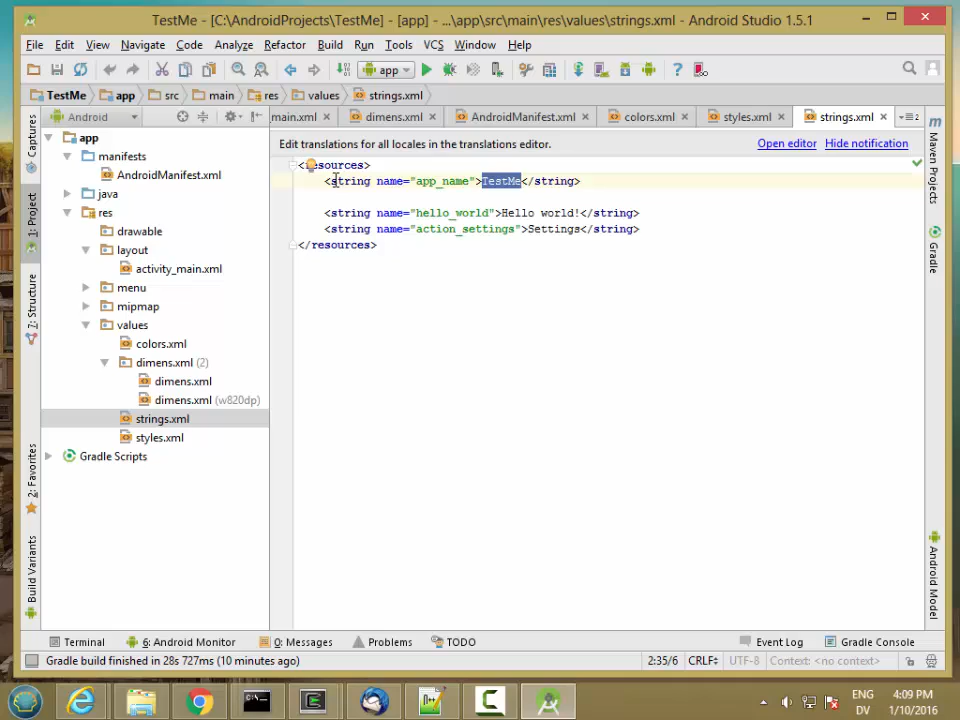 TestMe - [C:\AndroidProjects\TestMe] - [app] - ...\app\src\main\res\values\strings.xml - Android Studio 1.5.1
File Edit View Navigate Code Analyze Refactor Build Run Tools VCS Window Help
app
TestMe app src main res values strings.xml
Android main.xml dimens.xml AndroidManifest.xml colors.xml styles.xml strings.xml
Edit translations for all locales in the translations editor. Open editor Hide notification
app
manifests
AndroidManifest.xml
java
res
drawable
layout
activity_main.xml
menu
mipmap
values
colors.xml
dimens.xml (2)
dimens.xml
dimens.xml (w820dp)
strings.xml
styles.xml
Gradle Scripts
<resources>
<string name="app_name">TestMe</string>
<string name="hello_world">Hello world!</string>
<string name="action_settings">Settings</string>
</resources>
Captures
1: Project
7: Structure
2: Favorites
Build Variants
Maven Projects
Gradle
Android Model
Terminal 6: Android Monitor 0: Messages Problems TODO Event Log Gradle Console
Gradle build finished in 28s 727ms (10 minutes ago) 2:35/6 CRLF UTF-8 Context: <no context>
ENG 4:09 PM
DV 1/10/2016